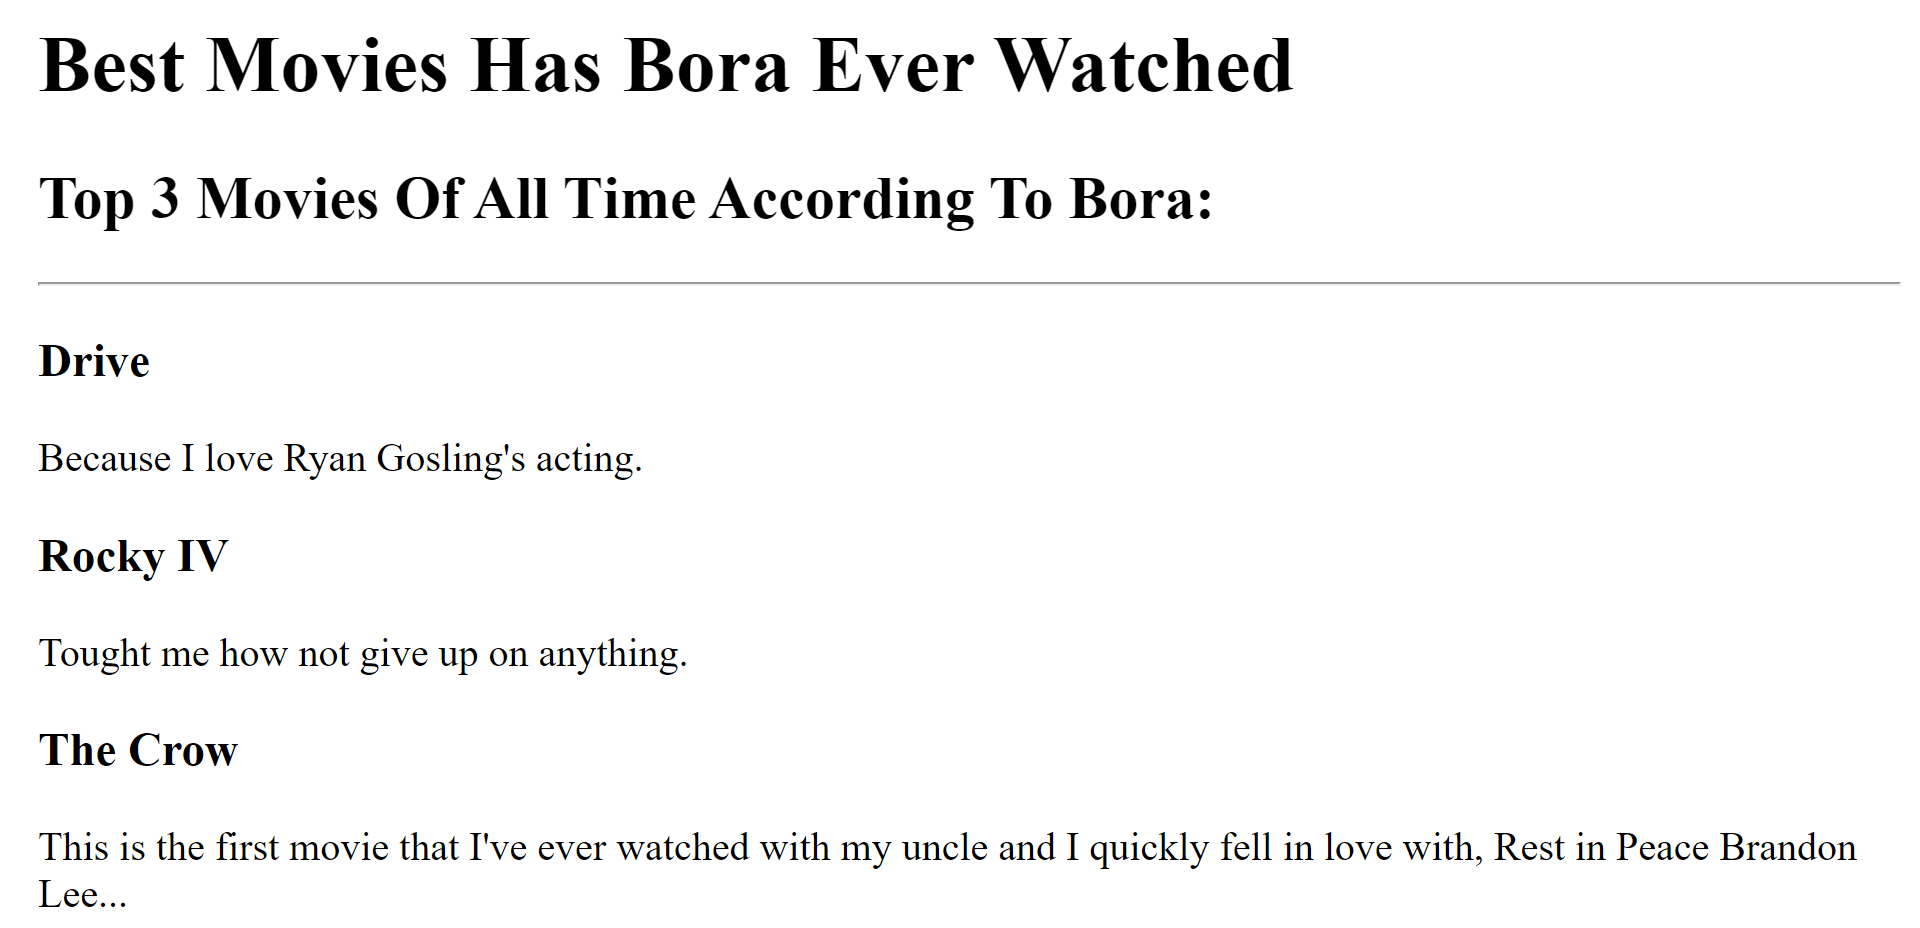 Best Movies Has Bora Ever Watched
Top 3 Movies Of All Time According To Bora:
Drive
Because I love Ryan Gosling's acting.
Rocky IV
Tought me how not give up on anything.
The Crow
This is the first movie that I've ever watched with my uncle and I quickly fell in love with, Rest in Peace Brandon
Lee...